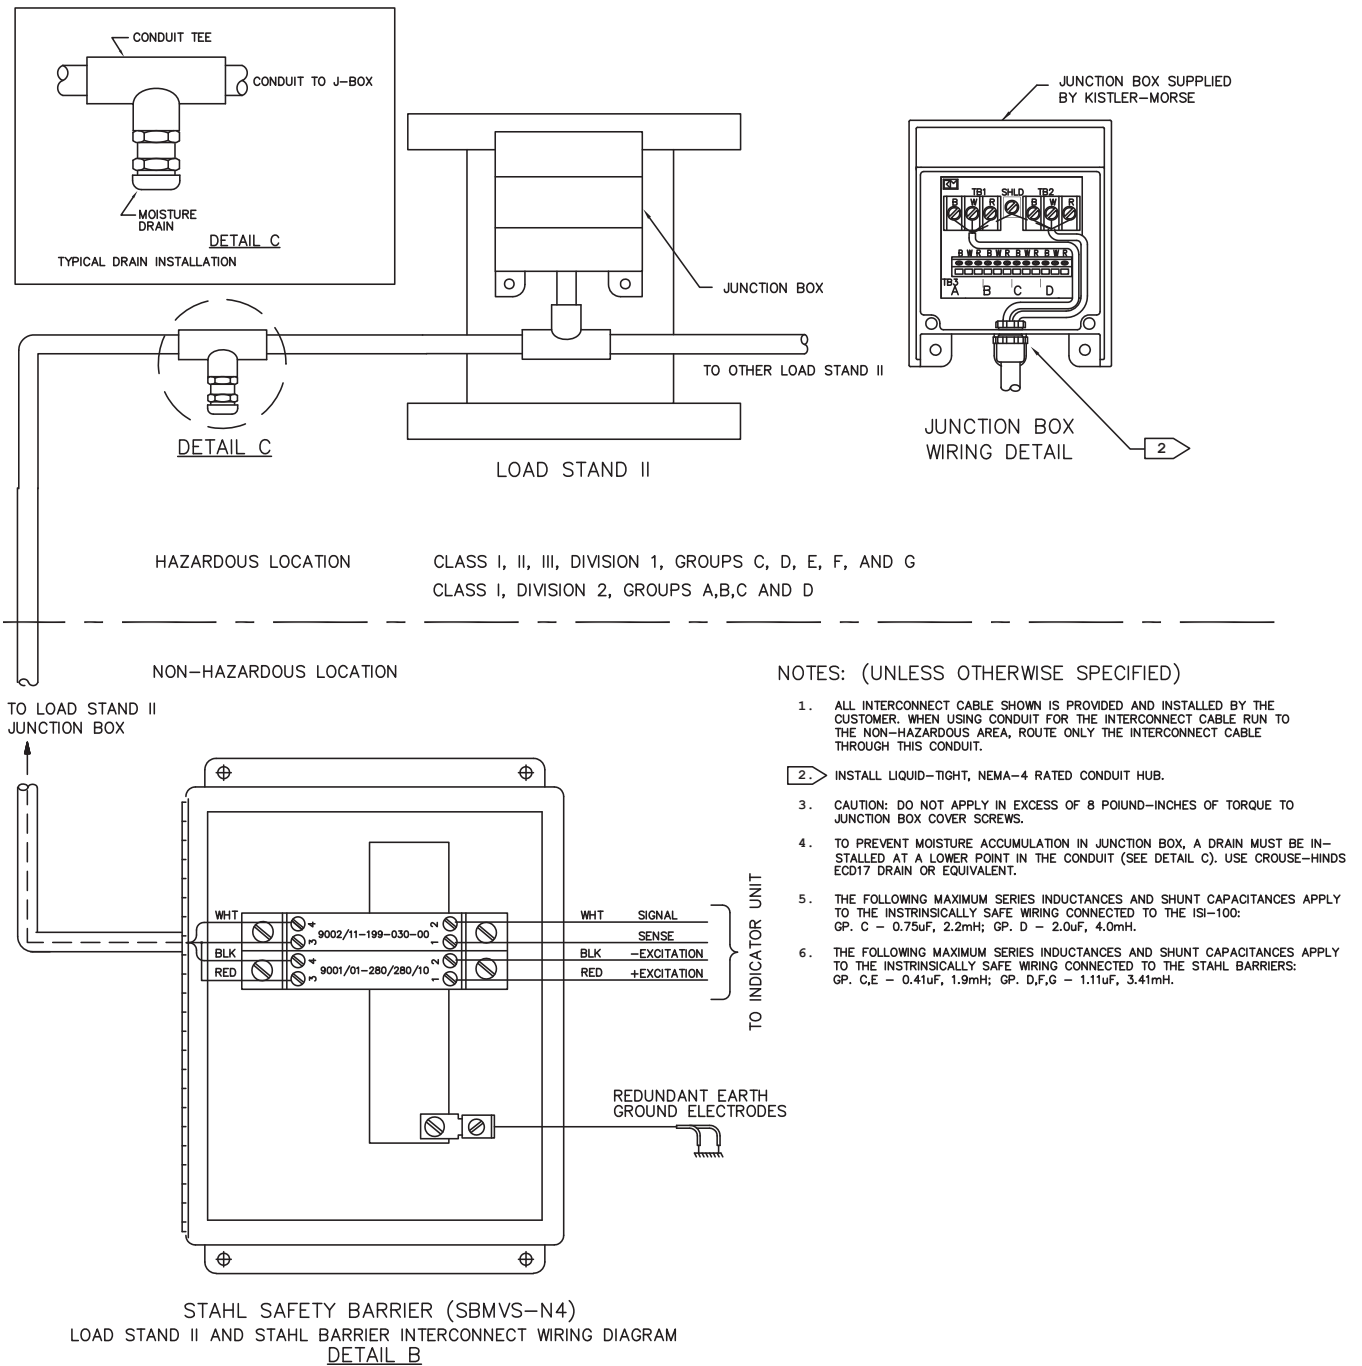 CONDUIT TEE
CONDUIT TO J-BOX
MOISTURE
DRAIN
DETAIL C
TYPICAL DRAIN INSTALLATION
JUNCTION BOX
TO OTHER LOAD STAND II
DETAIL C
LOAD STAND II
JUNCTION BOX SUPPLIED
BY KISTLER-MORSE
KM
TB1 SHLD TB2
B W R B W R
B W R B W R B W R B W R
TB3
A B C D
JUNCTION BOX
WIRING DETAIL
2
HAZARDOUS LOCATION
CLASS I, II, III, DIVISION 1, GROUPS C, D, E, F, AND G
CLASS I, DIVISION 2, GROUPS A,B,C AND D
NON-HAZARDOUS LOCATION
TO LOAD STAND II
JUNCTION BOX
NOTES: (UNLESS OTHERWISE SPECIFIED)
1. ALL INTERCONNECT CABLE SHOWN IS PROVIDED AND INSTALLED BY THE
CUSTOMER. WHEN USING CONDUIT FOR THE INTERCONNECT CABLE RUN TO
THE NON-HAZARDOUS AREA, ROUTE ONLY THE INTERCONNECT CABLE
THROUGH THIS CONDUIT.
2. INSTALL LIQUID-TIGHT, NEMA-4 RATED CONDUIT HUB.
3. CAUTION: DO NOT APPLY IN EXCESS OF 8 POIUND-INCHES OF TORQUE TO
JUNCTION BOX COVER SCREWS.
4. TO PREVENT MOISTURE ACCUMULATION IN JUNCTION BOX, A DRAIN MUST BE IN-
STALLED AT A LOWER POINT IN THE CONDUIT (SEE DETAIL C). USE CROUSE-HINDS
ECD17 DRAIN OR EQUIVALENT.
5. THE FOLLOWING MAXIMUM SERIES INDUCTANCES AND SHUNT CAPACITANCES APPLY
TO THE INSTRINSICALLY SAFE WIRING CONNECTED TO THE ISI-100:
GP. C - 0.75uF, 2.2mH; GP. D - 2.0uF, 4.0mH.
6. THE FOLLOWING MAXIMUM SERIES INDUCTANCES AND SHUNT CAPACITANCES APPLY
TO THE INSTRINSICALLY SAFE WIRING CONNECTED TO THE STAHL BARRIERS:
GP. C,E - 0.41uF, 1.9mH; GP. D,F,G - 1.11uF, 3.41mH.
WHT 4 2 WHT SIGNAL
3 9002/11-199-030-00 1 SENSE
BLK 4 2 BLK -EXCITATION
RED 3 9001/01-280/280/10 1 RED +EXCITATION
TO INDICATOR UNIT
REDUNDANT EARTH
GROUND ELECTRODES
STAHL SAFETY BARRIER (SBMVS-N4)
LOAD STAND II AND STAHL BARRIER INTERCONNECT WIRING DIAGRAM
DETAIL B